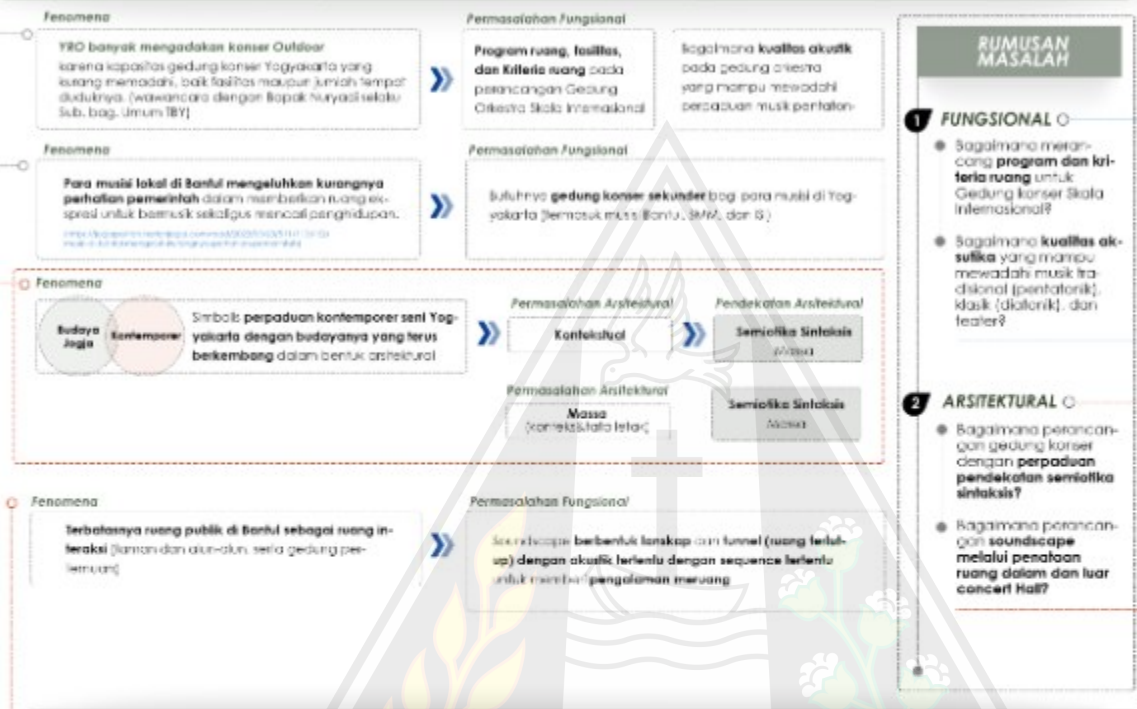 Fenomena
YRO banyak mengadakan konser Outdoor
karena kapasitas gedung konser Yogyakarta yang
kurang memadahi, baik fasilitas maupun jumlah tempat
duduknya. (wawancara dengan Bapak Nuryadi selaku
Sub. bag. Umum TBY)
Permasalahan Fungsional
Program ruang, fasilitas,
dan Kriteria ruang pada
perancangan Gedung
Orkestra Skala Internasional
Bagaimana kualitas akustik
pada gedung orkestra
yang mampu mewadahi
perpaduan musik pentaton-
Fenomena
Para musisi lokal di Bantul mengeluhkan kurangnya
perhatian pemerintah dalam memberikan ruang ex-
spresi untuk bermusik sekaligus mencari penghidupan.
Permasalahan Fungsional
Butuhnya gedung konser sekunder bagi para musisi di Yog-
yakarta (termasuk musisi Bantul, SMM, dan ISI)
Fenomena
Budaya
Jogja
Kontemporer
Simbolis perpaduan kontemporer seni Yog-
yakarta dengan budayanya yang terus
berkembang dalam bentuk arsitektural
Permasalahan Arsitektural
Kontekstual
Pendekatan Arsitektural
Semiotika Sintaksis
Massa
Permasalahan Arsitektural
Massa
(konteks&tata letak)
Semiotika Sintaksis
Massa
Fenomena
Terbatasnya ruang publik di Bantul sebagai ruang in-
teraksi (taman dan alun-alun, serta gedung per-
temuan)
Permasalahan Fungsional
Soundscape berbentuk lanskap dan tunnel (ruang tertut-
up) dengan akustik tertentu dengan sequence tertentu
untuk memberi pengalaman meruang
RUMUSAN
MASALAH
1 FUNGSIONAL
Bagaimana meran-
cang program dan kri-
teria ruang untuk
Gedung konser Skala
Internasional?
Bagaimana kualitas ak-
sutika yang mampu
mewadahi musik tra-
disional (pentatonik),
klasik (diatonik), dan
teater?
2 ARSITEKTURAL
Bagaimana perancan-
gan gedung konser
dengan perpaduan
pendekatan semiotika
sintaksis?
Bagaimana perancan-
gan soundscape
melalui penataan
ruang dalam dan luar
concert Hall?